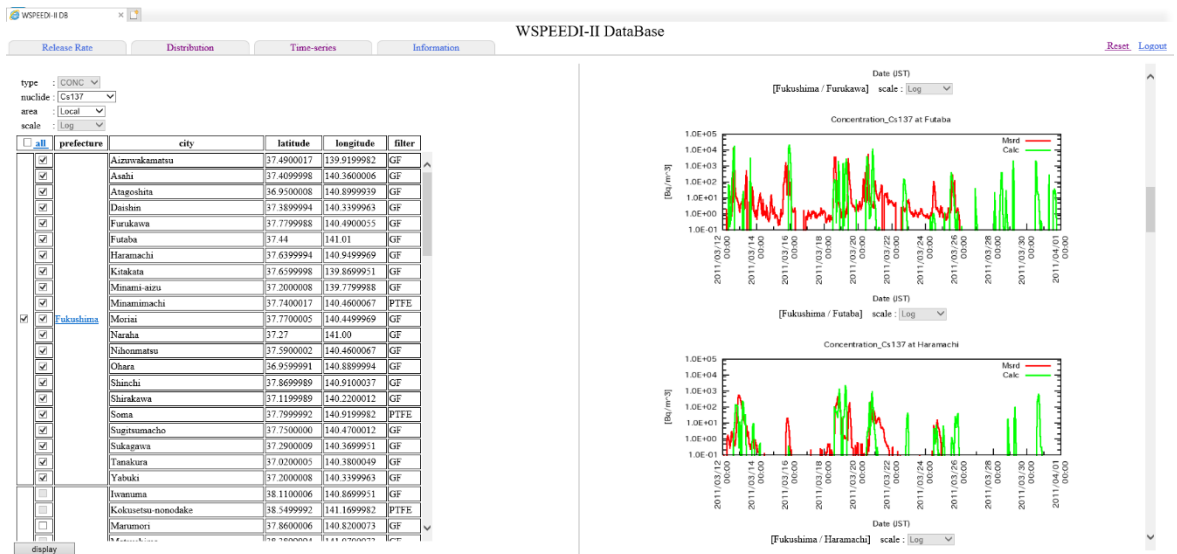 WSPEEDI-II DB
WSPEEDI-II DataBase
Release Rate Distribution Time-series Information Reset Logout
type : CONC
nuclide : Cs137
area : Local
scale : Log
all prefecture city latitude longitude filter
Aizuwakamatsu 37.4900017 139.9199982 GF
Asahi 37.4099998 140.3600006 GF
Atagoshita 36.9500008 140.8999939 GF
Daishin 37.3899994 140.3399963 GF
Furukawa 37.7799988 140.4900055 GF
Futaba 37.44 141.01 GF
Haramachi 37.6399994 140.9499969 GF
Kitakata 37.6599998 139.8699951 GF
Minami-aizu 37.2000008 139.7799988 GF
Minamimachi 37.7400017 140.4600067 PTFE
Fukushima Moriai 37.7700005 140.4499969 GF
Naraha 37.27 141.00 GF
Nihonmatsu 37.5900002 140.4600067 GF
Ohara 36.9599991 140.8899994 GF
Shinchi 37.8699989 140.9100037 GF
Shirakawa 37.1199989 140.2200012 GF
Soma 37.7999992 140.9199982 PTFE
Sugitsumacho 37.7500000 140.4700012 GF
Sukagawa 37.2900009 140.3699951 GF
Tanakura 37.0200005 140.3800049 GF
Yabuki 37.2000008 140.3399963 GF
Iwanuma 38.1100006 140.8699951 GF
Kokusetsu-nonodake 38.5499992 141.1699982 PTFE
Marumori 37.8600006 140.8200073 GF
display
Date (JST)
[Fukushima / Furukawa] scale : Log
Concentration_Cs137 at Futaba
Msrd
Calc
[Bq/m^3]
1.0E+05
1.0E+04
1.0E+03
1.0E+02
1.0E+01
1.0E+00
1.0E-01
2011/03/12 00:00
2011/03/14 00:00
2011/03/16 00:00
2011/03/18 00:00
2011/03/20 00:00
2011/03/22 00:00
2011/03/24 00:00
2011/03/26 00:00
2011/03/28 00:00
2011/03/30 00:00
2011/04/01 00:00
Date (JST)
[Fukushima / Futaba] scale : Log
Concentration_Cs137 at Haramachi
Msrd
Calc
[Bq/m^3]
1.0E+05
1.0E+04
1.0E+03
1.0E+02
1.0E+01
1.0E+00
1.0E-01
2011/03/12 00:00
2011/03/14 00:00
2011/03/16 00:00
2011/03/18 00:00
2011/03/20 00:00
2011/03/22 00:00
2011/03/24 00:00
2011/03/26 00:00
2011/03/28 00:00
2011/03/30 00:00
2011/04/01 00:00
Date (JST)
[Fukushima / Haramachi] scale : Log